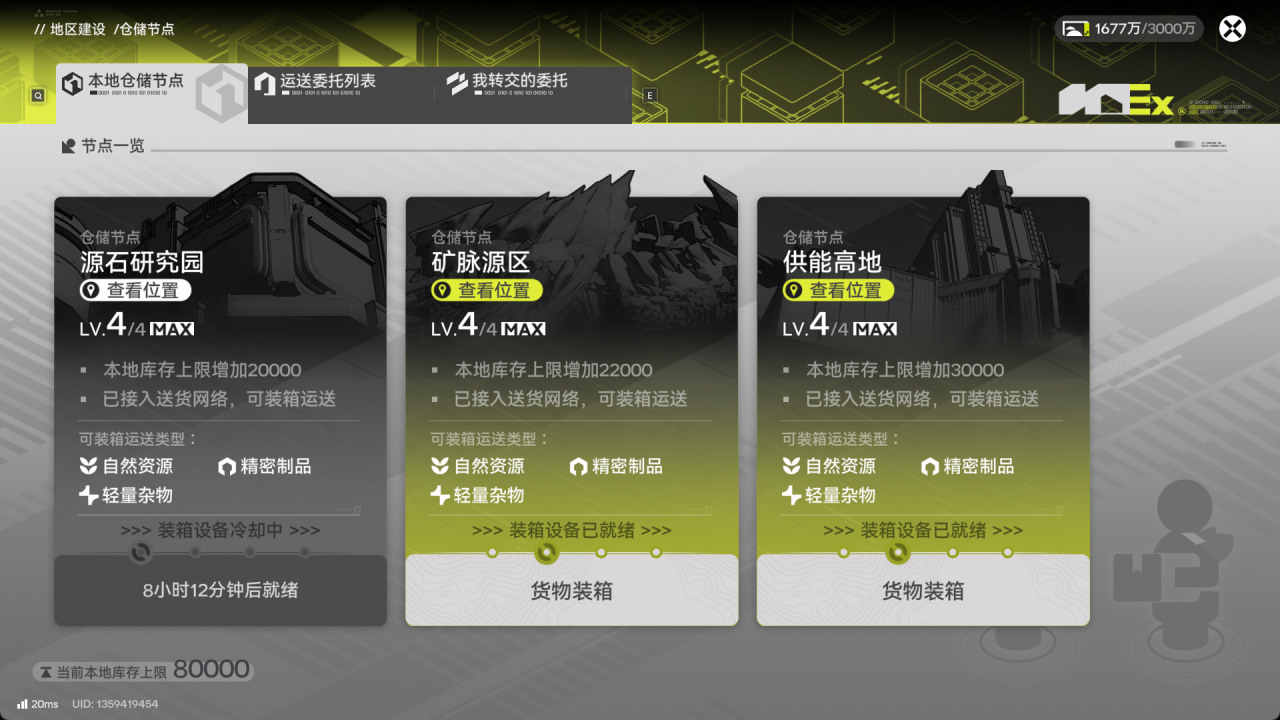 // 地区建设 /仓储节点
1677万/3000万
Q
本地仓储节点
运送委托列表
我转交的委托
E
节点一览
仓储节点
源石研究园
查看位置
LV.4/4 MAX
本地库存上限增加20000
已接入送货网络，可装箱运送
可装箱运送类型：
自然资源
精密制品
轻量杂物
>>> 装箱设备冷却中 >>>
8小时12分钟后就绪
仓储节点
矿脉源区
查看位置
LV.4/4 MAX
本地库存上限增加22000
已接入送货网络，可装箱运送
可装箱运送类型：
自然资源
精密制品
轻量杂物
>>> 装箱设备已就绪 >>>
货物装箱
仓储节点
供能高地
查看位置
LV.4/4 MAX
本地库存上限增加30000
已接入送货网络，可装箱运送
可装箱运送类型：
自然资源
精密制品
轻量杂物
>>> 装箱设备已就绪 >>>
货物装箱
当前本地库存上限 80000
20ms
UID: 1359419454